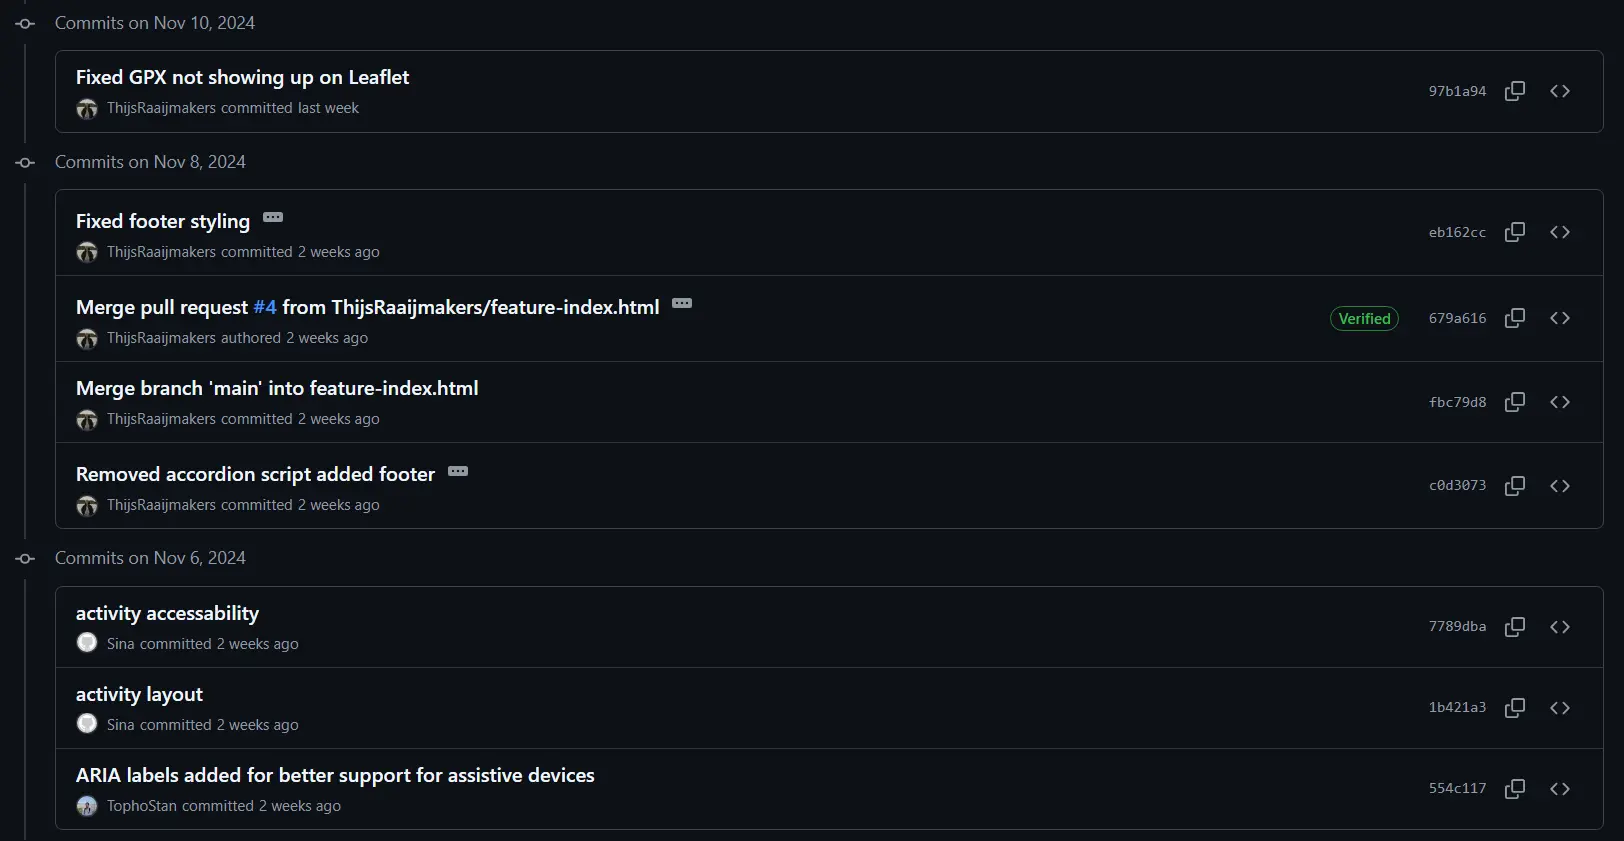 Commits on Nov 10, 2024
Fixed GPX not showing up on Leaflet
ThijsRaaijmakers committed last week
97b1a94
Commits on Nov 8, 2024
Fixed footer styling
ThijsRaaijmakers committed 2 weeks ago
eb162cc
Merge pull request #4 from ThijsRaaijmakers/feature-index.html
ThijsRaaijmakers authored 2 weeks ago
Verified
679a616
Merge branch 'main' into feature-index.html
ThijsRaaijmakers committed 2 weeks ago
fbc79d8
Removed accordion script added footer
ThijsRaaijmakers committed 2 weeks ago
c0d3073
Commits on Nov 6, 2024
activity accessability
Sina committed 2 weeks ago
7789dba
activity layout
Sina committed 2 weeks ago
1b421a3
ARIA labels added for better support for assistive devices
TophoStan committed 2 weeks ago
554c117